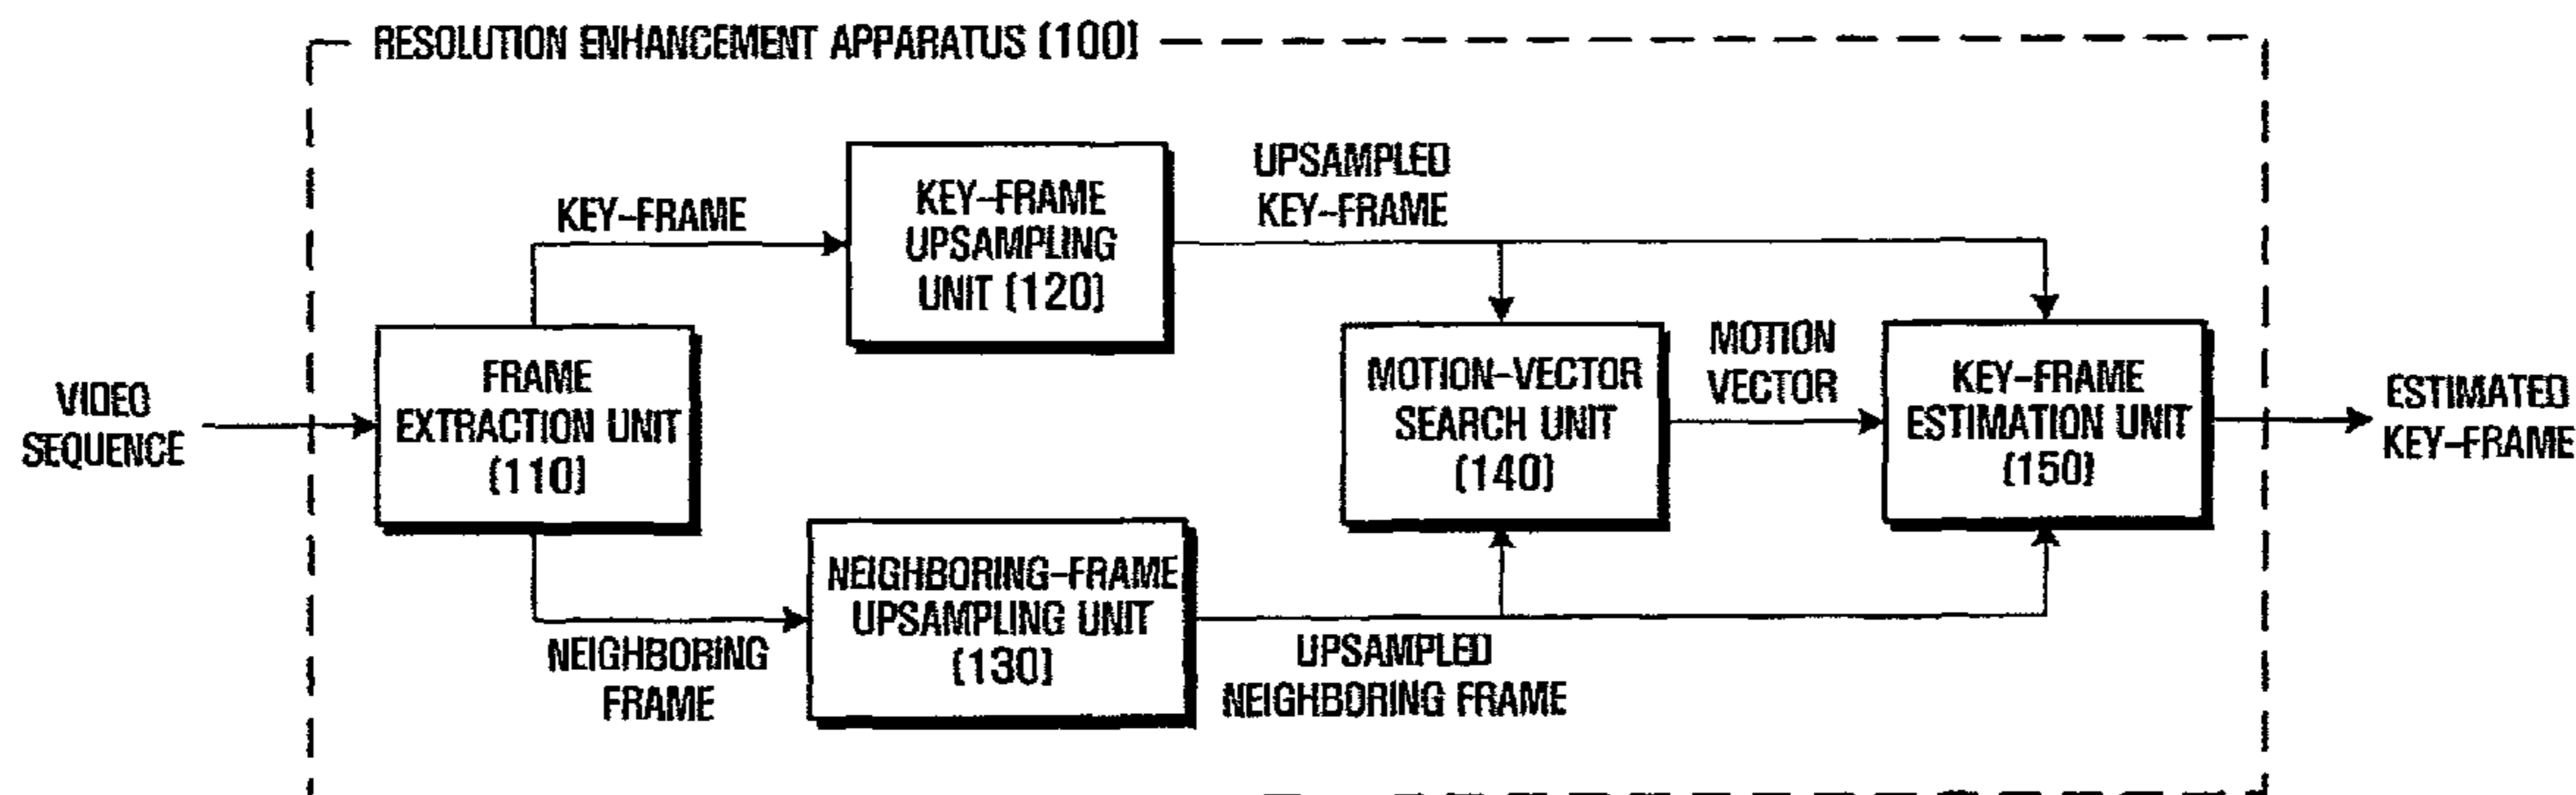 RESOLUTION ENHANCEMENT APPARATUS (100)
VIDEO
SEQUENCE
FRAME
EXTRACTION UNIT
(110)
KEY-FRAME
KEY-FRAME
UPSAMPLING
UNIT (120)
UPSAMPLED
KEY-FRAME
NEIGHBORING
FRAME
NEIGHBORING-FRAME
UPSAMPLING UNIT
(130)
UPSAMPLED
NEIGHBORING FRAME
MOTION-VECTOR
SEARCH UNIT
(140)
MOTION
VECTOR
KEY-FRAME
ESTIMATION UNIT
(150)
ESTIMATED
KEY-FRAME